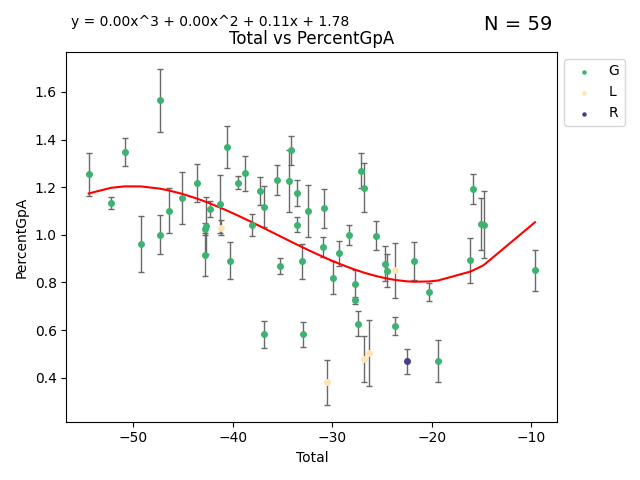 y = 0.00x^3 + 0.00x^2 + 0.11x + 1.78
N = 59
Total vs PercentGpA
G
L
R
PercentGpA
1.6
1.4
1.2
1.0
0.8
0.6
0.4
−50
−40
−30
−20
−10
Total